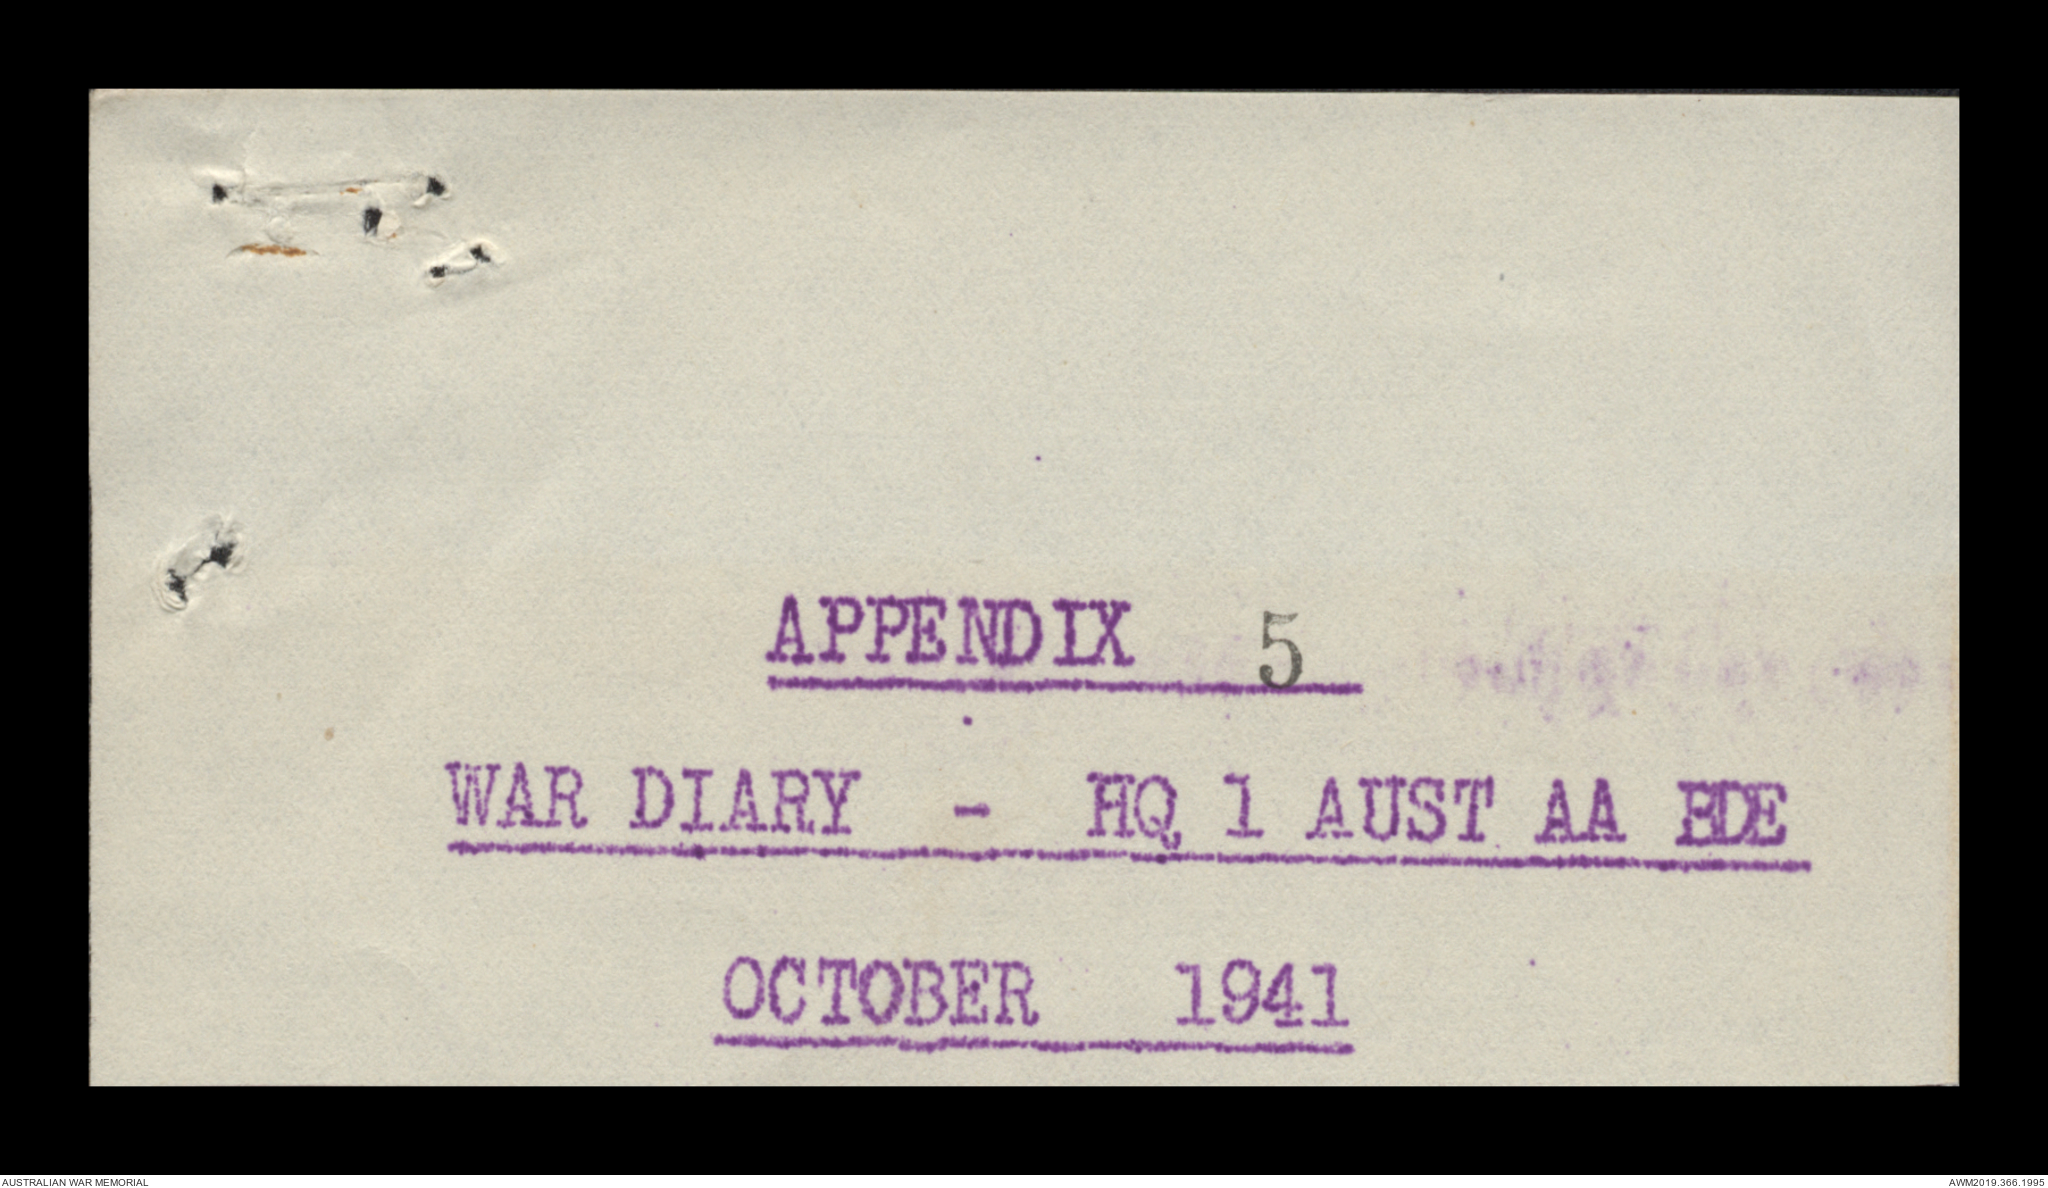 APPENDIX 5
WAR DIARY - HQ 1 AUST AA BDE
OCTOBER 1941
AUSTRALIAN WAR MEMORIAL
AWM2019.366.1995